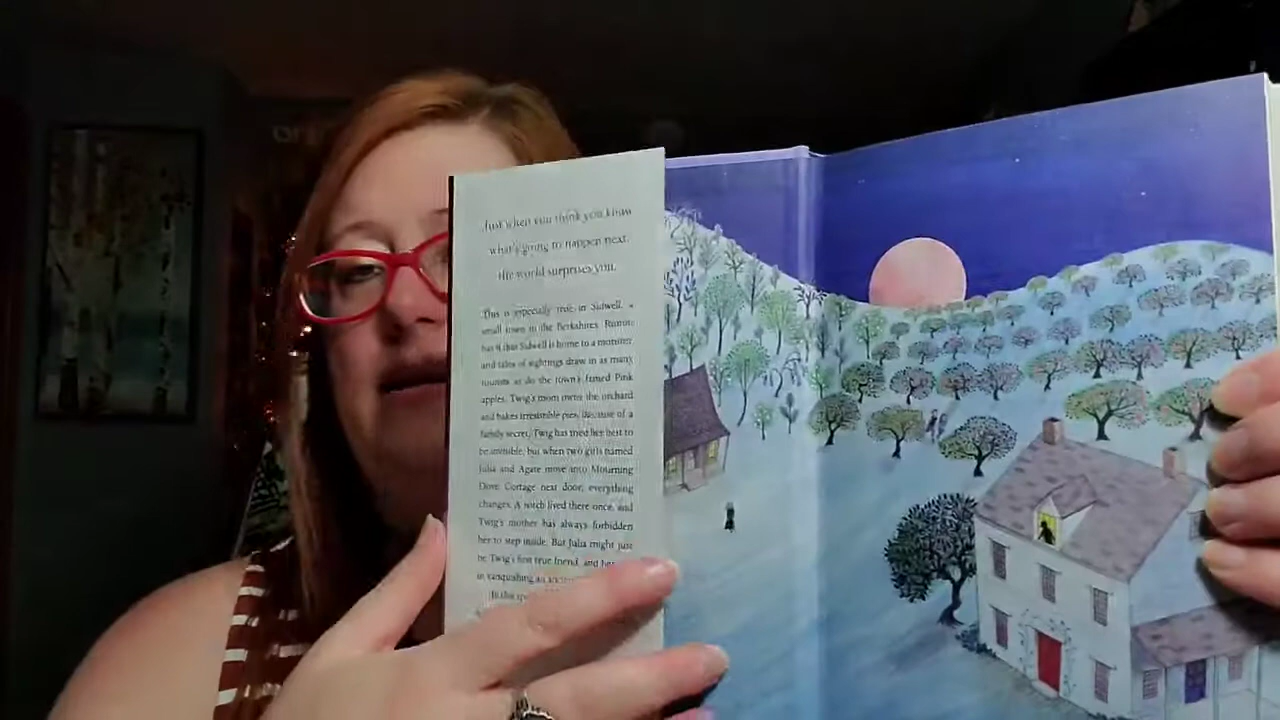 Just when you think you know
what's going to happen next,
the world surprises you.
This is especially true in Sidwell, a
small town in the Berkshires. Rumor
has it that Sidwell is home to a monster,
and tales of sightings draw in as many
tourists as do the town's famed Pink
apples. Twig's mom owns the orchard
and bakes irresistible pies. Because of a
family secret, Twig has tried her best to
be invisible, but when two girls named
Julia and Agate move into Mourning
Dove Cottage next door, everything
changes. A witch lived there once, and
Twig's mother has always forbidden
her to step inside. But Julia might just
be Twig's first true friend, and her
in vanquishing an
In the